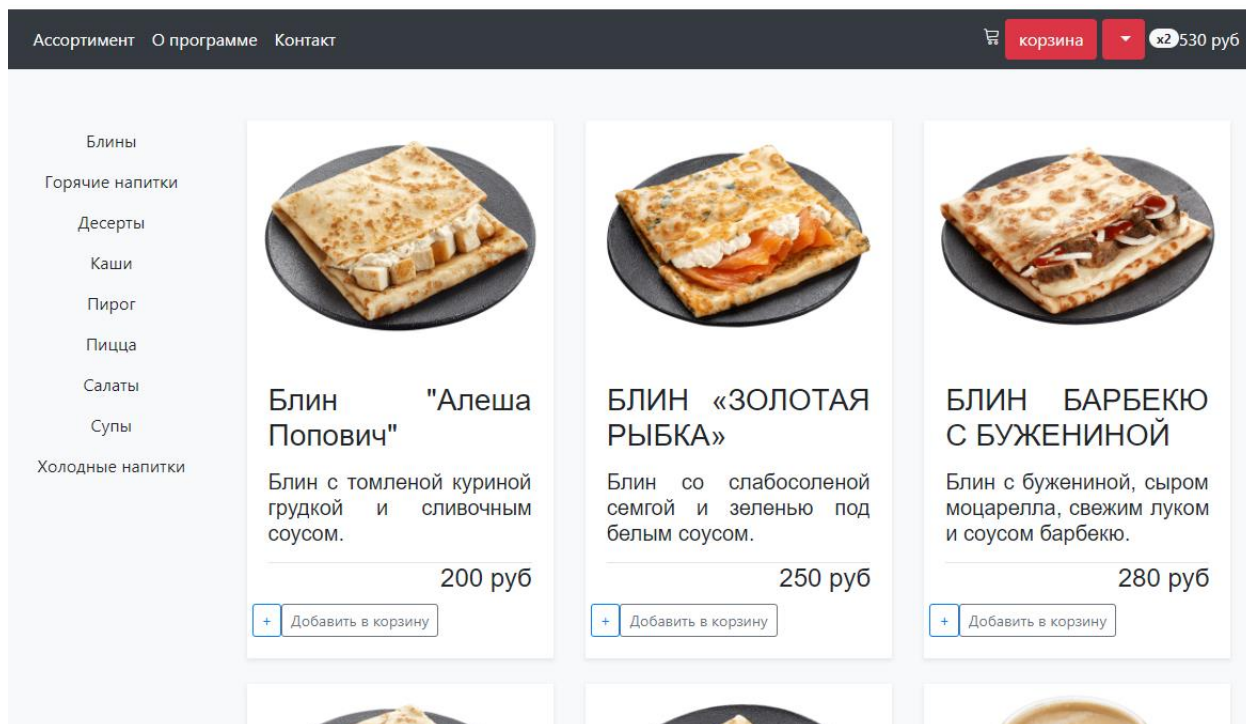 Ассортимент О программе Контакт
корзина x2 530 руб
Блины
Горячие напитки
Десерты
Каши
Пирог
Пицца
Салаты
Супы
Холодные напитки
Блин "Алеша
Попович"
Блин с томленой куриной
грудкой и сливочным
соусом.
200 руб
+ Добавить в корзину
БЛИН «ЗОЛОТАЯ
РЫБКА»
Блин со слабосоленой
семгой и зеленью под
белым соусом.
250 руб
+ Добавить в корзину
БЛИН БАРБЕКЮ
С БУЖЕНИНОЙ
Блин с бужениной, сыром
моцарелла, свежим луком
и соусом барбекю.
280 руб
+ Добавить в корзину